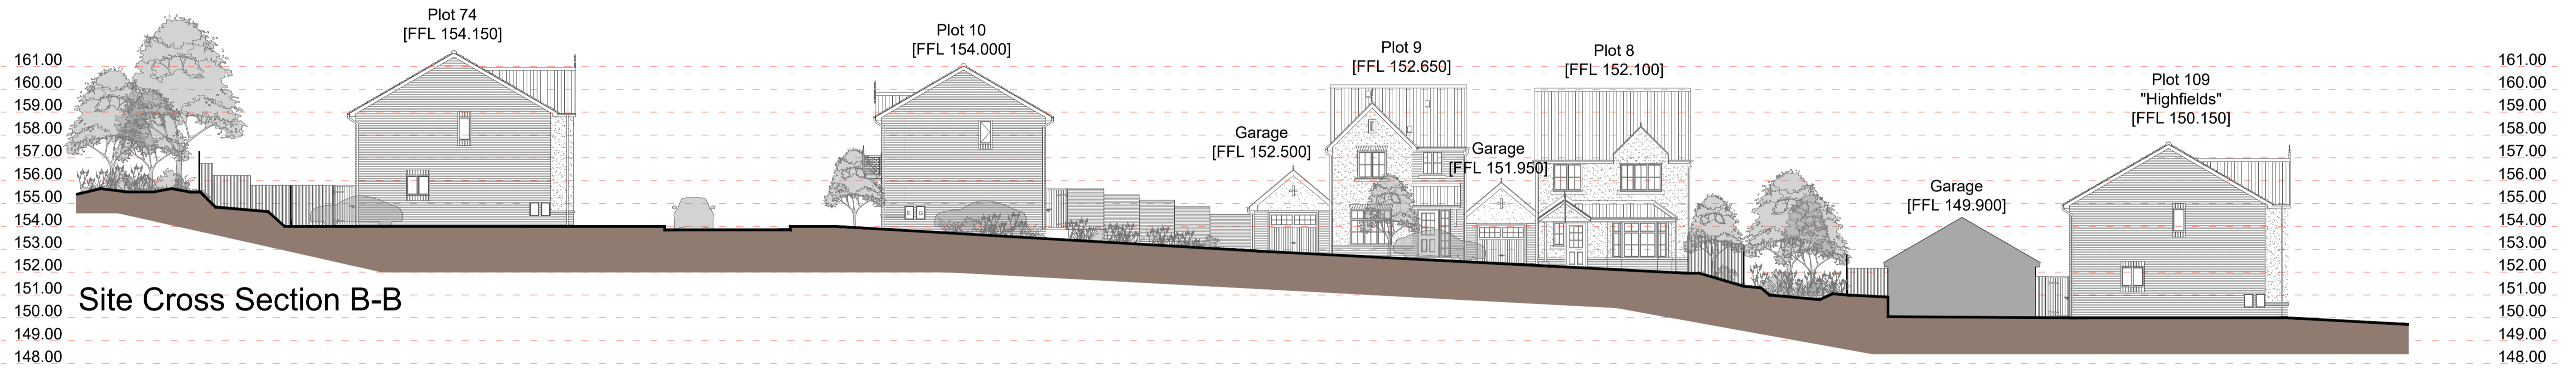 Plot 74
[FFL 154.150]
Plot 10
[FFL 154.000]
Plot 9
[FFL 152.650]
Plot 8
[FFL 152.100]
Plot 109
"Highfields"
[FFL 150.150]
Garage
[FFL 152.500]
Garage
[FFL 151.950]
Garage
[FFL 149.900]
161.00
160.00
159.00
158.00
157.00
156.00
155.00
154.00
153.00
152.00
151.00
150.00
149.00
148.00
E G
Site Cross Section B-B
161.00
160.00
159.00
158.00
157.00
156.00
155.00
154.00
153.00
152.00
151.00
150.00
149.00
148.00